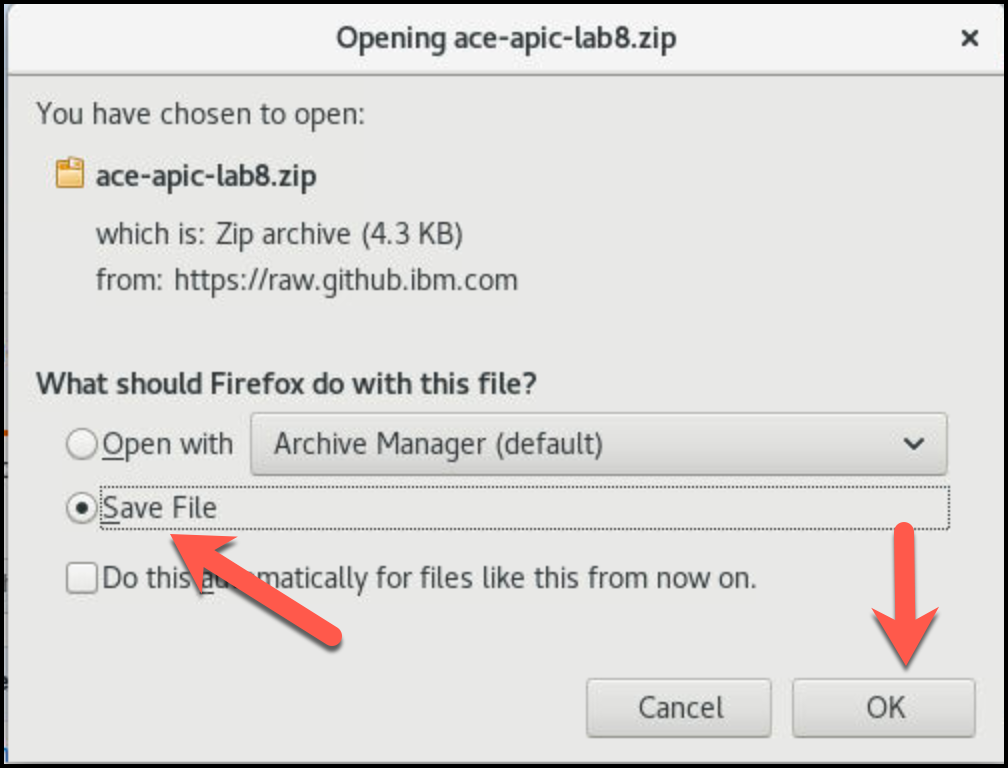 Opening ace-apic-lab8.zip
You have chosen to open:
ace-apic-lab8.zip
which is: Zip archive (4.3 KB)
from: https://raw.github.ibm.com
What should Firefox do with this file?
Open with Archive Manager (default)
Save File
Do this automatically for files like this from now on.
Cancel OK